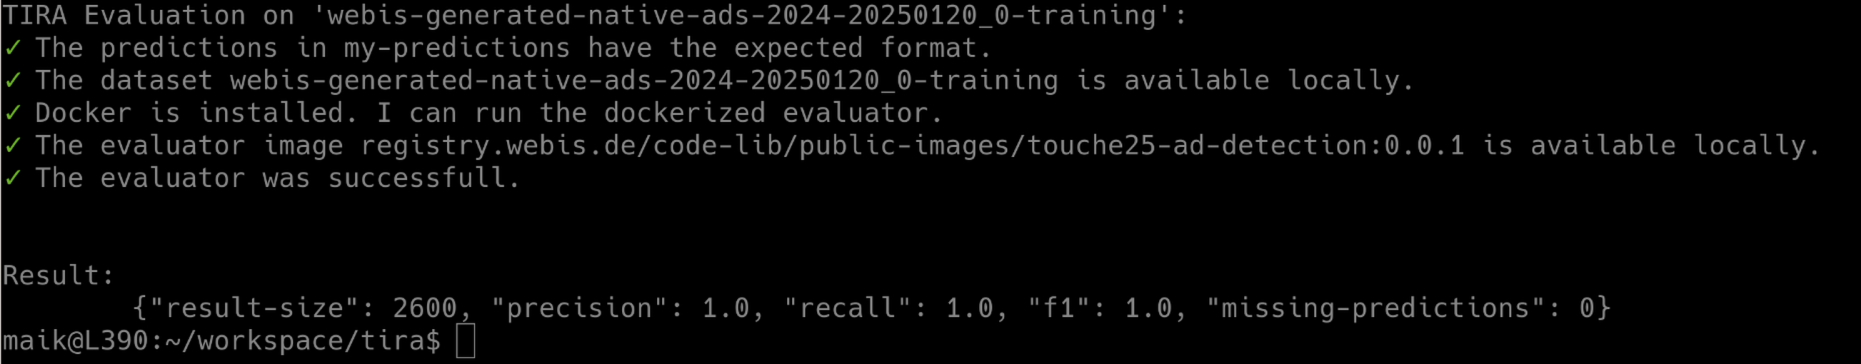 TIRA Evaluation on 'webis-generated-native-ads-2024-20250120_0-training':
✓ The predictions in my-predictions have the expected format.
✓ The dataset webis-generated-native-ads-2024-20250120_0-training is available locally.
✓ Docker is installed. I can run the dockerized evaluator.
✓ The evaluator image registry.webis.de/code-lib/public-images/touche25-ad-detection:0.0.1 is available locally.
✓ The evaluator was successfull.
Result:
{"result-size": 2600, "precision": 1.0, "recall": 1.0, "f1": 1.0, "missing-predictions": 0}
maik@L390:~/workspace/tira$